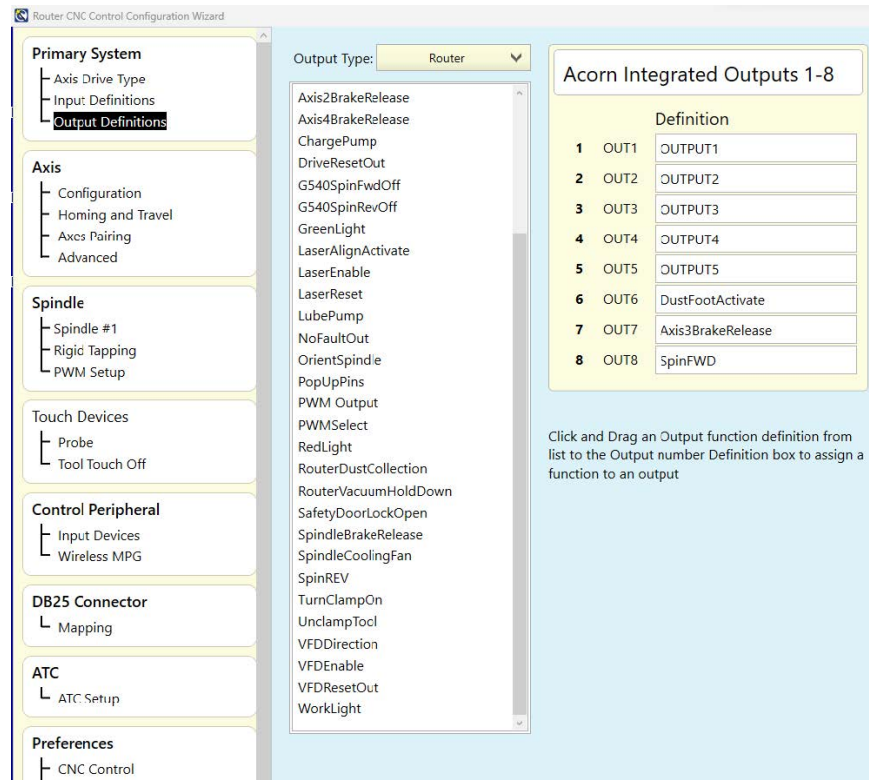 Router CNC Control Configuration Wizard
Primary System
Axis Drive Type
Input Definitions
Output Definitions
Axis
Configuration
Homing and Travel
Axes Pairing
Advanced
Spindle
Spindle #1
Rigid Tapping
PWM Setup
Touch Devices
Probe
Tool Touch Off
Control Peripheral
Input Devices
Wireless MPG
DB25 Connector
Mapping
ATC
ATC Setup
Preferences
CNC Control
Output Type: Router
Axis2BrakeRelease
Axis4BrakeRelease
ChargePump
DriveResetOut
G540SpinFwdOff
G540SpinRevOff
GreenLight
LaserAlignActivate
LaserEnable
LaserReset
LubePump
NoFaultOut
OrientSpindle
PopUpPins
PWM Output
PWMSelect
RedLight
RouterDustCollection
RouterVacuumHoldDown
SafetyDoorLockOpen
SpindleBrakeRelease
SpindleCoolingFan
SpinREV
TurnClampOn
UnclampTool
VFDDirection
VFDEnable
VFDResetOut
WorkLight
Acorn Integrated Outputs 1-8
Definition
1 OUT1 OUTPUT1
2 OUT2 OUTPUT2
3 OUT3 OUTPUT3
4 OUT4 OUTPUT4
5 OUT5 OUTPUT5
6 OUT6 DustFootActivate
7 OUT7 Axis3BrakeRelease
8 OUT8 SpinFWD
Click and Drag an Output function definition from
list to the Output number Definition box to assign a
function to an output